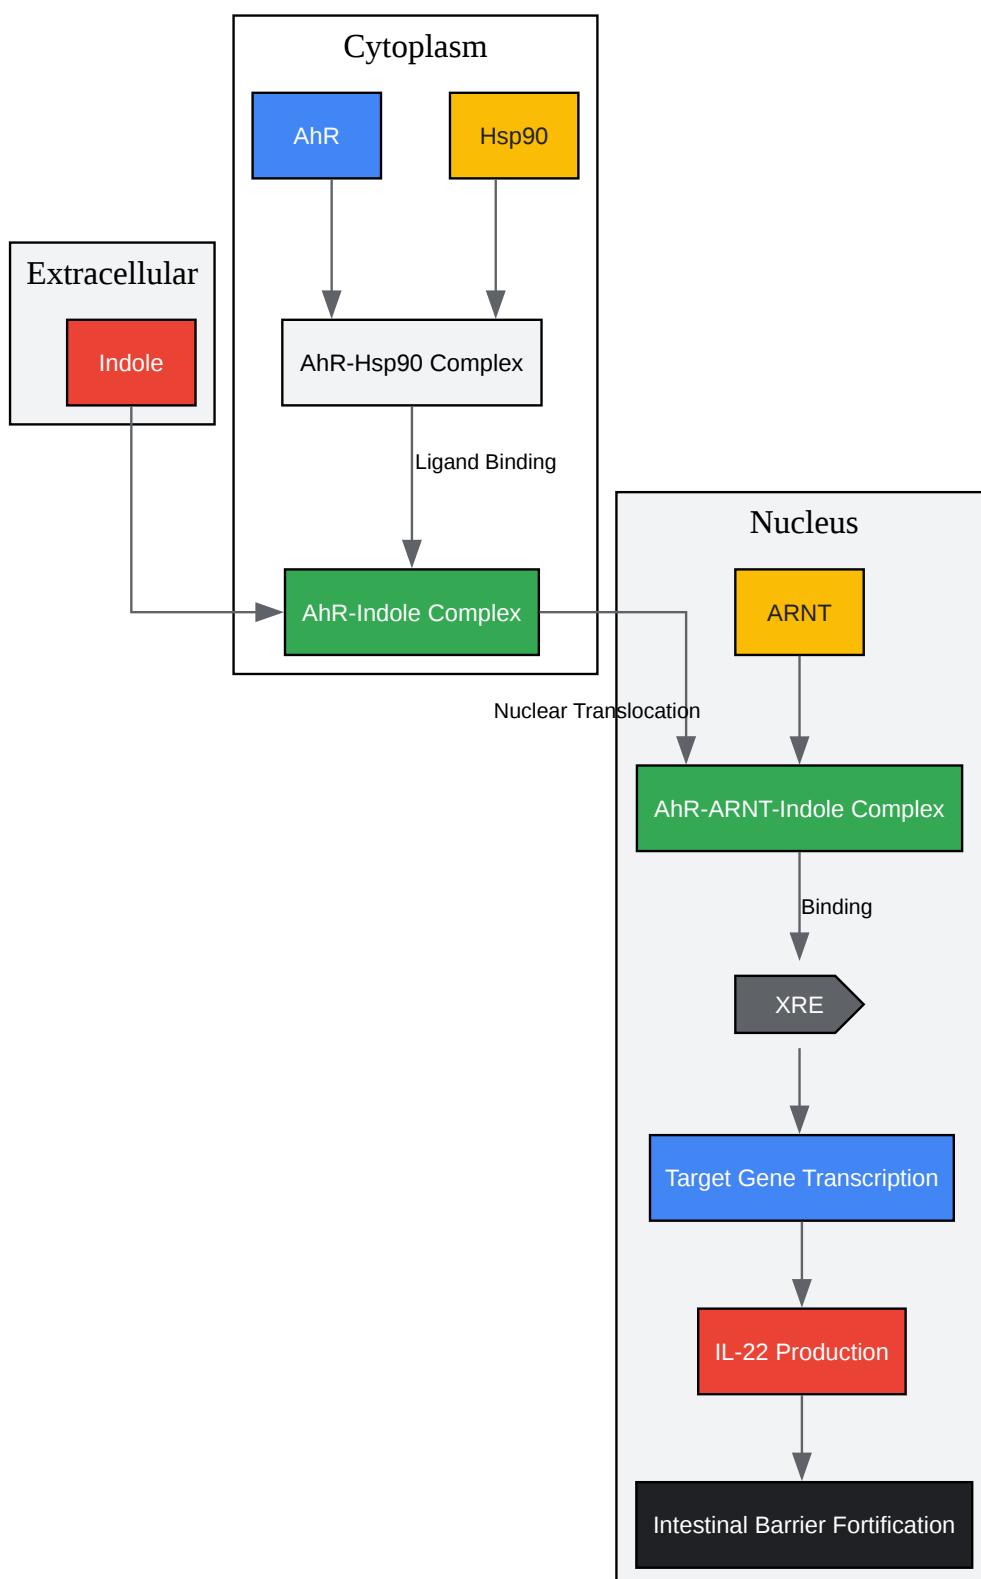 Cytoplasm
AhR
Hsp90
Extracellular
Indole
AhR-Hsp90 Complex
Ligand Binding
AhR-Indole Complex
Nucleus
ARNT
Nuclear Translocation
AhR-ARNT-Indole Complex
Binding
XRE
Target Gene Transcription
IL-22 Production
Intestinal Barrier Fortification